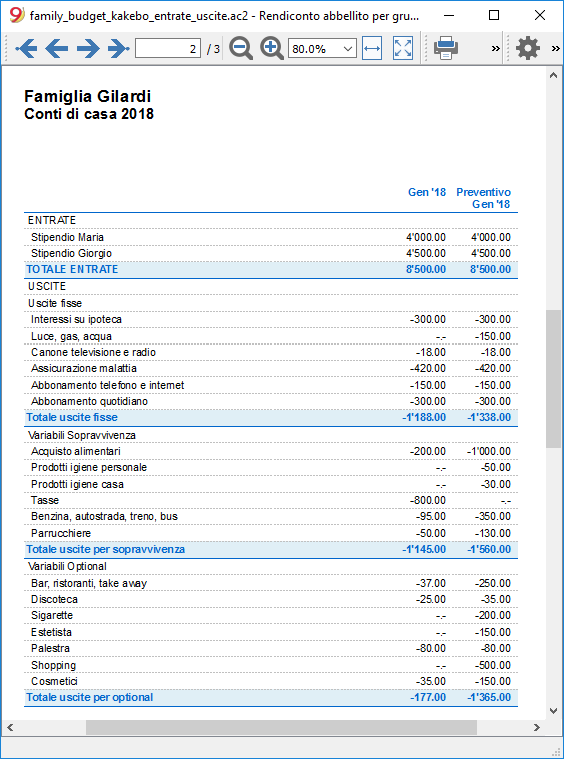 family_budget_kakebo_entrate_uscite.ac2 - Rendiconto abbellito per gru...
2 / 3 80.0% » »
Famiglia Gilardi
Conti di casa 2018
Gen '18 Preventivo
Gen '18
ENTRATE
Stipendio Maria 4'000.00 4'000.00
Stipendio Giorgio 4'500.00 4'500.00
TOTALE ENTRATE 8'500.00 8'500.00
USCITE
Uscite fisse
Interessi su ipoteca -300.00 -300.00
Luce, gas, acqua -.- -150.00
Canone televisione e radio -18.00 -18.00
Assicurazione malattia -420.00 -420.00
Abbonamento telefono e internet -150.00 -150.00
Abbonamento quotidiano -300.00 -300.00
Totale uscite fisse -1'188.00 -1'338.00
Variabili Sopravvivenza
Acquisto alimentari -200.00 -1'000.00
Prodotti igiene personale -.- -50.00
Prodotti igiene casa -.- -30.00
Tasse -800.00 -.-
Benzina, autostrada, treno, bus -95.00 -350.00
Parrucchiere -50.00 -130.00
Totale uscite per sopravvivenza -1'145.00 -1'560.00
Variabili Optional
Bar, ristoranti, take away -37.00 -250.00
Discoteca -25.00 -35.00
Sigarette -.- -200.00
Estetista -.- -150.00
Palestra -80.00 -80.00
Shopping -.- -500.00
Cosmetici -35.00 -150.00
Totale uscite per optional -177.00 -1'365.00